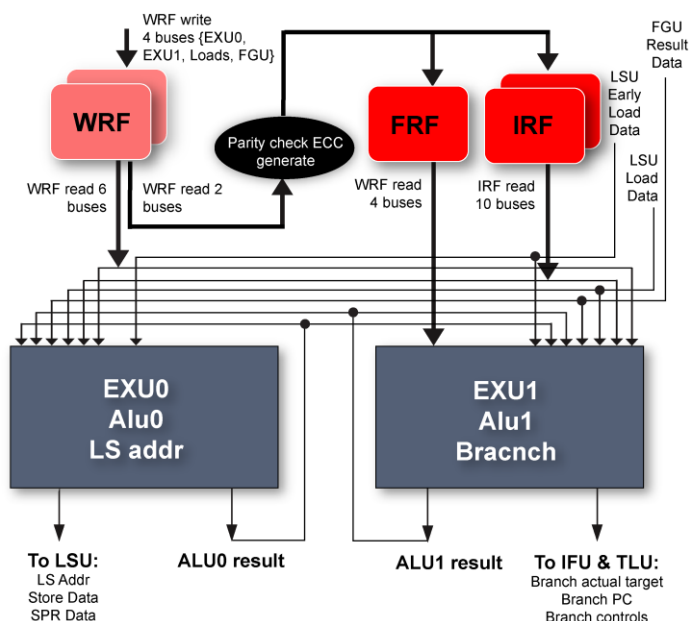 WRF write
4 buses {EXU0,
EXU1, Loads, FGU}
FGU
Result
Data
LSU
Early
Load
Data
LSU
Load
Data
WRF
Parity check ECC
generate
FRF
IRF
WRF read 6
buses
WRF read 2
buses
WRF read
4 buses
IRF read
10 buses
EXU0
Alu0
LS addr
EXU1
Alu1
Bracnch
To LSU:
LS Addr
Store Data
SPR Data
ALU0 result
ALU1 result
To IFU & TLU:
Branch actual target
Branch PC
Branch controls